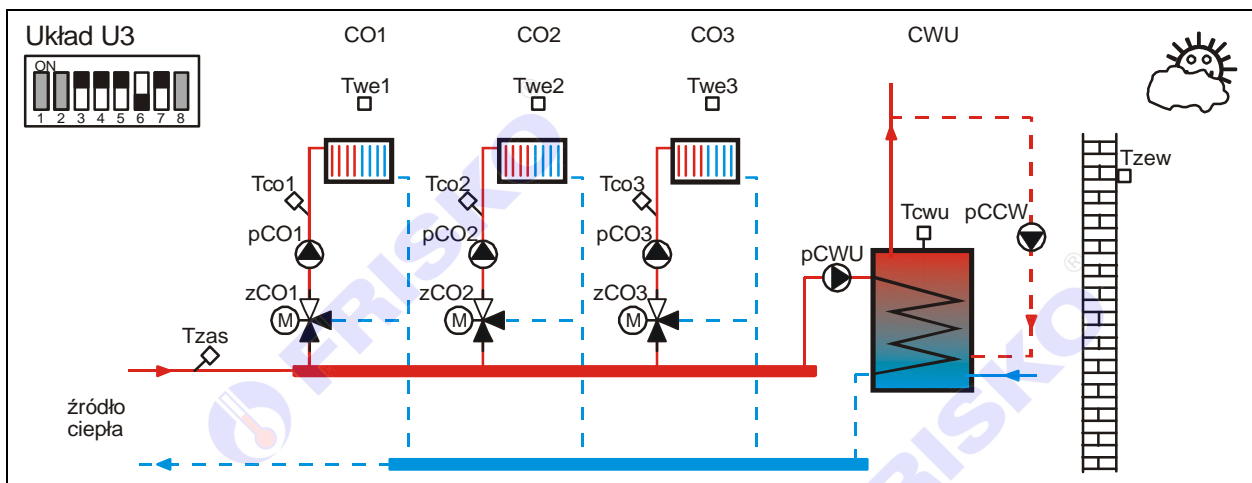 Układ U3 CO1 CO2 CO3 CWU
ON
1 2 3 4 5 6 7 8
Twe1 Twe2 Twe3
Tzew
Tco1 Tco2 Tco3
Tcwu pCCW
pCO1 pCO2 pCO3 pCWU
zCO1 zCO2 zCO3
M M M
Tzas
źródło
ciepła
FRISKO
FRISKO
®